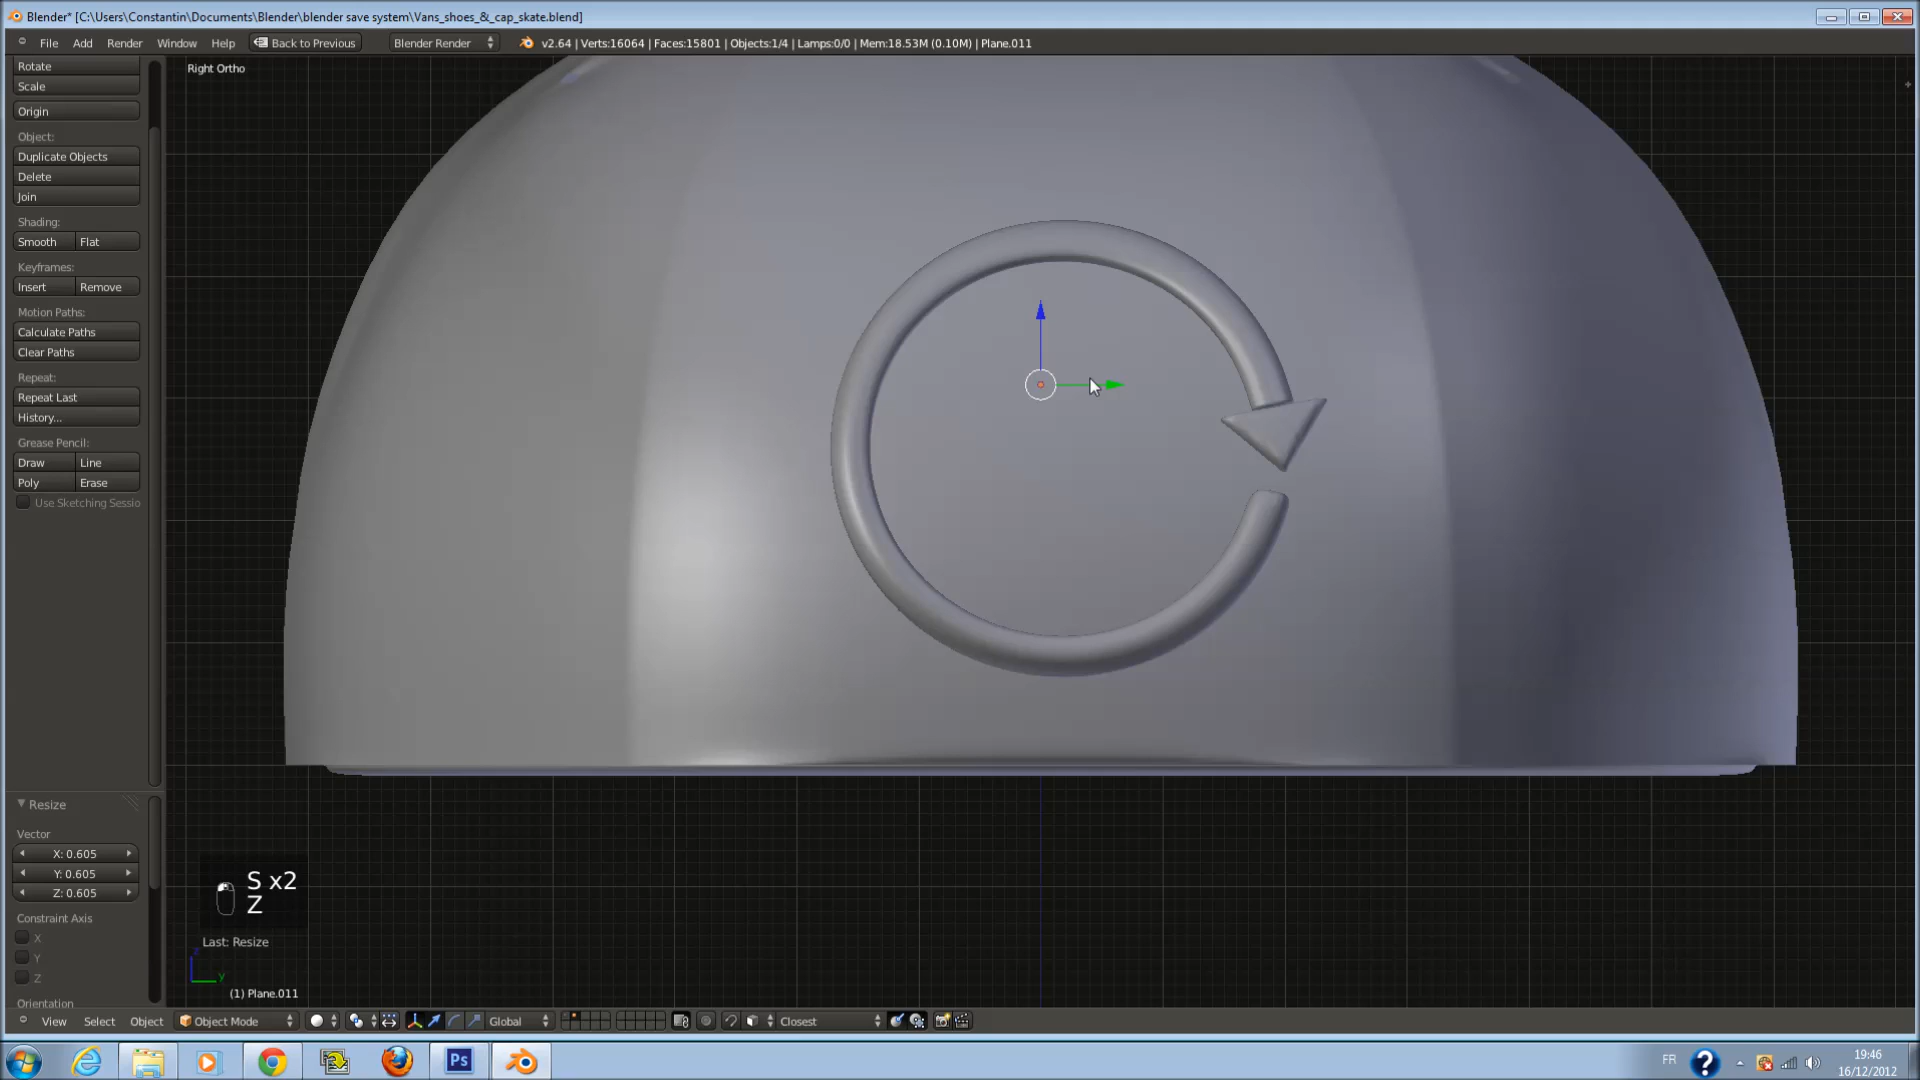 Blender* [C:\Users\Constantin\Documents\Blender\blender save system\Vans_shoes_&_cap_skate.blend]
File Add Render Window Help Back to Previous Blender Render v2.64 | Verts:16064 | Faces:15801 | Objects:1/4 | Lamps:0/0 | Mem:18.53M (0.10M) | Plane.011
Right Ortho
Rotate
Scale
Origin
Object:
Duplicate Objects
Delete
Join
Shading:
Smooth Flat
Keyframes:
Insert Remove
Motion Paths:
Calculate Paths
Clear Paths
Repeat:
Repeat Last
History...
Grease Pencil:
Draw Line
Poly Erase
Use Sketching Sessio
Resize
Vector
X: 0.605
Y: 0.605
Z: 0.605
Constraint Axis
X
Y
Z
Orientation
S x2
Z
Last: Resize
z
y
(1) Plane.011
View Select Object Object Mode Global Closest
Ps
FR
?
19:46
16/12/2012